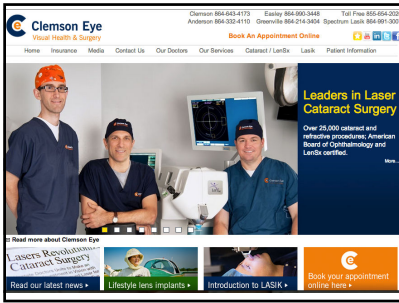 Clemson Eye
Visual Health & Surgery
Clemson 864-643-4173 Easley 864-990-3448 Toll Free 855-654-202
Anderson 864-332-4110 Greenville 864-214-3404 Spectrum Lasik 864-991-300
Book An Appointment Online
Home Insurance Media Contact Us Our Doctors Our Services Cataract / LenSx Lasik Patient Information
Leaders in Laser
Cataract Surgery
Over 25,000 cataract and
refractive procedures; American
Board of Ophthalmology and
LenSx certified.
More...
Read more about Clemson Eye
Lasers Revolution
Cataract Surgery
Read our latest news
Lifestyle lens implants
Introduction to LASIK
Book your appointment
online here